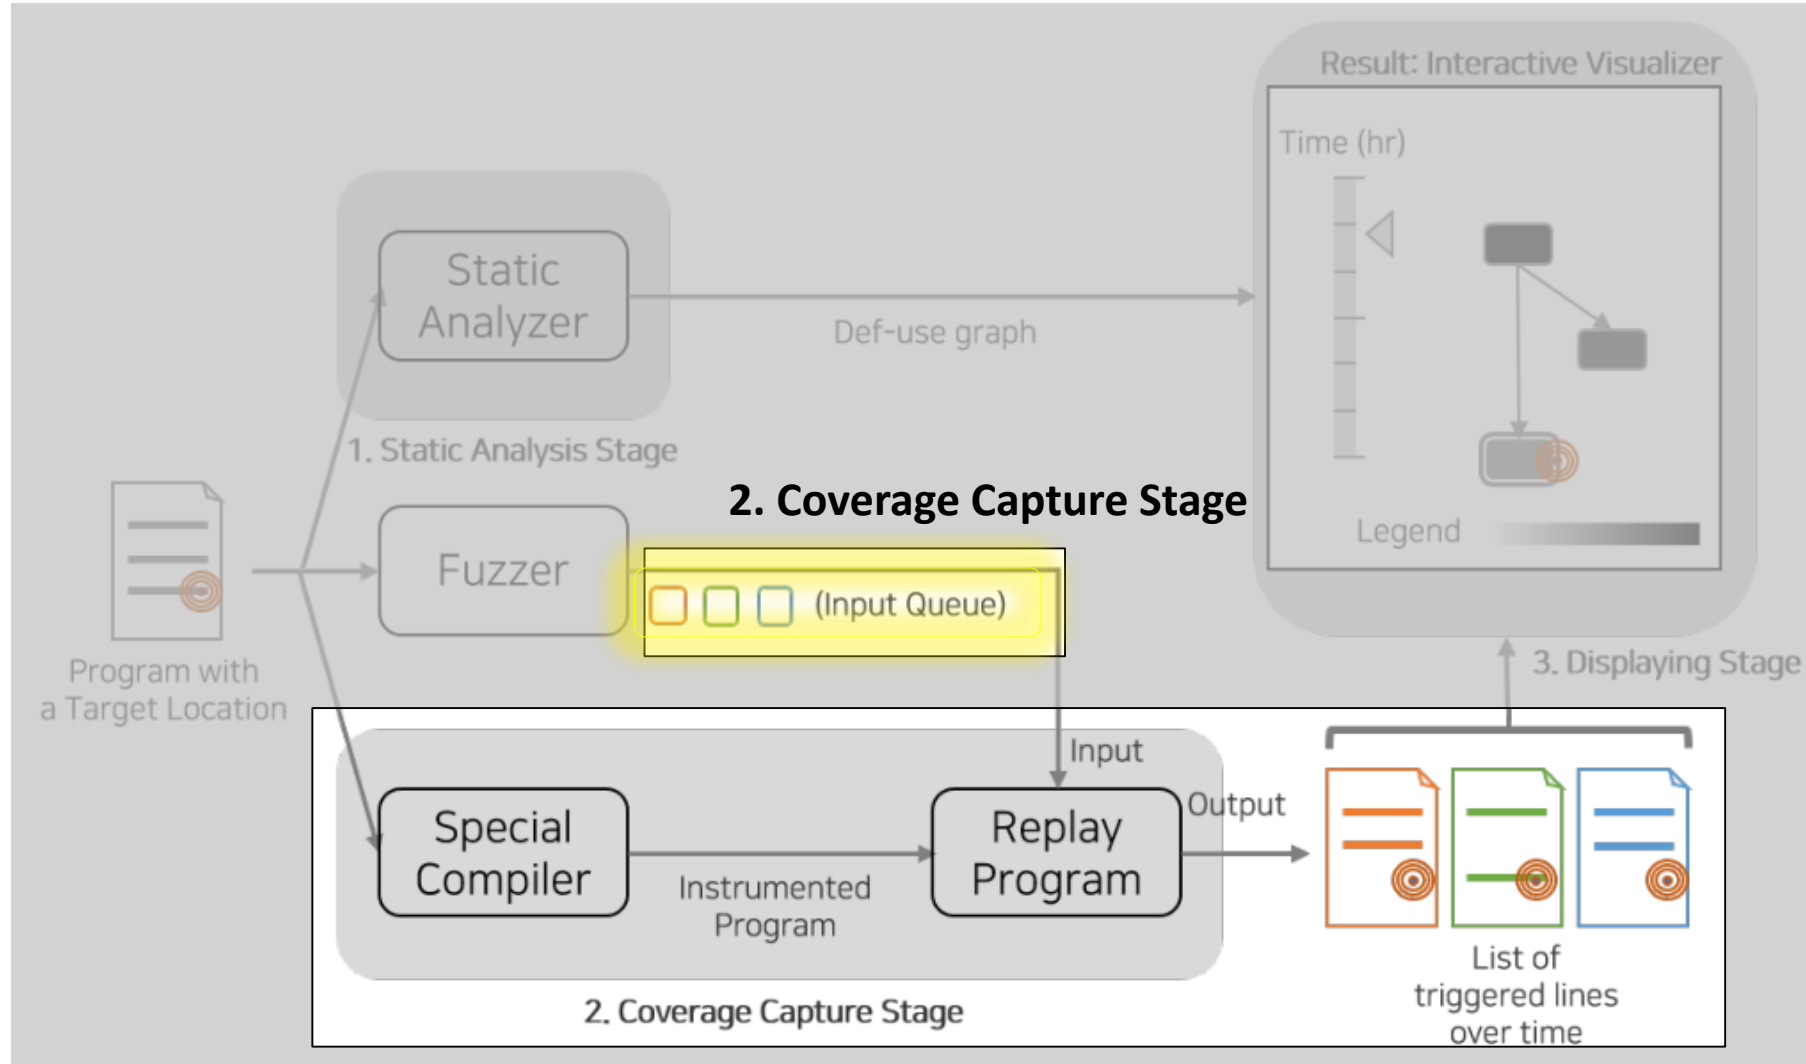 Result: Interactive Visualizer
Time (hr)
Static
Analyzer
Def-use graph
1. Static Analysis Stage
2. Coverage Capture Stage
Legend
Fuzzer
(Input Queue)
Program with
a Target Location
3. Displaying Stage
Input
Output
Special
Compiler
Instrumented
Program
Replay
Program
List of
triggered lines
over time
2. Coverage Capture Stage